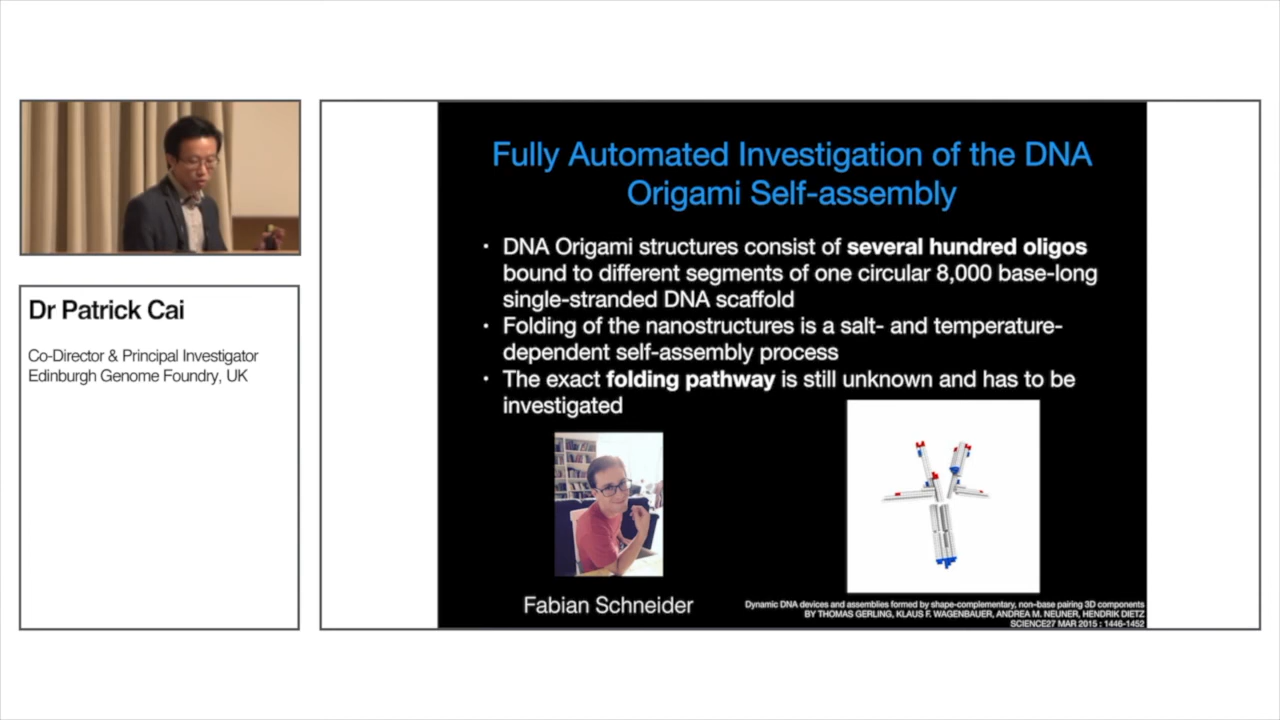 Dr Patrick Cai
Co-Director & Principal Investigator
Edinburgh Genome Foundry, UK
Fully Automated Investigation of the DNA
Origami Self-assembly
• DNA Origami structures consist of several hundred oligos
bound to different segments of one circular 8,000 base-long
single-stranded DNA scaffold
• Folding of the nanostructures is a salt- and temperature-
dependent self-assembly process
• The exact folding pathway is still unknown and has to be
investigated
Fabian Schneider
Dynamic DNA devices and assemblies formed by shape-complementary, non–base pairing 3D components
BY THOMAS GERLING, KLAUS F. WAGENBAUER, ANDREA M. NEUNER, HENDRIK DIETZ
SCIENCE27 MAR 2015 : 1446-1452